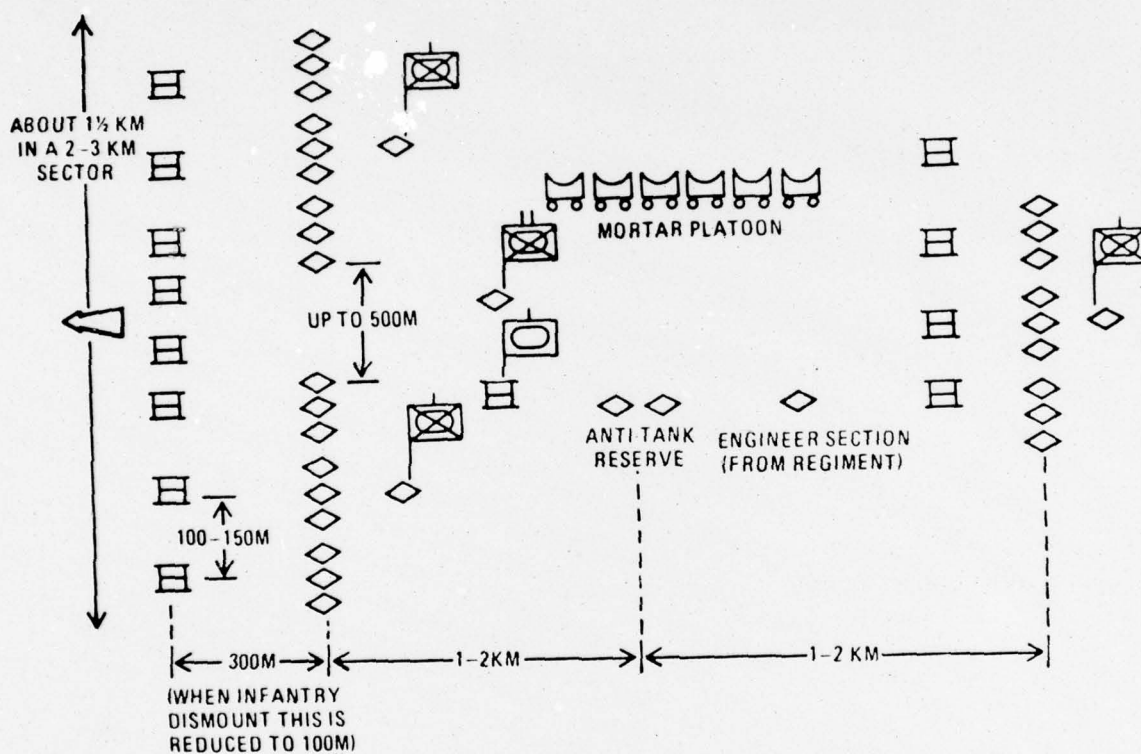 ABOUT 1½ KM
IN A 2-3 KM
SECTOR
MORTAR PLATOON
UP TO 500M
ANTI-TANK
RESERVE
ENGINEER SECTION
(FROM REGIMENT)
100-150M
300M
1-2KM
1-2 KM
(WHEN INFANTRY
DISMOUNT THIS IS
REDUCED TO 100M)